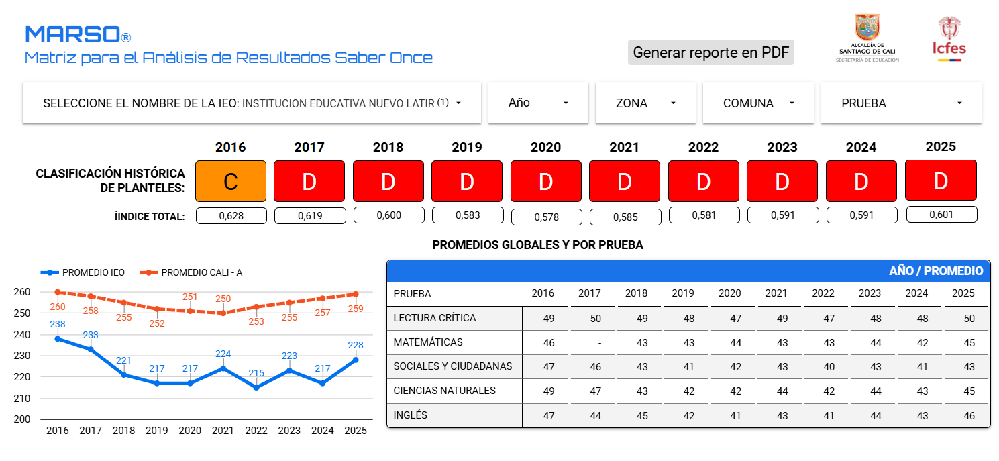 MARSO®
Matriz para el Análisis de Resultados Saber Once
Generar reporte en PDF
ALCALDÍA DE
SANTIAGO DE CALI
SECRETARÍA DE EDUCACIÓN
Icfes
SELECCIONE EL NOMBRE DE LA IEO: INSTITUCION EDUCATIVA NUEVO LATIR (1)
Año
ZONA
COMUNA
PRUEBA
2016 2017 2018 2019 2020 2021 2022 2023 2024 2025
CLASIFICACIÓN HISTÓRICA
DE PLANTELES:
C D D D D D D D D D
ÍINDICE TOTAL:
0,628 0,619 0,600 0,583 0,578 0,585 0,581 0,591 0,591 0,601
PROMEDIOS GLOBALES Y POR PRUEBA
PROMEDIO IEO PROMEDIO CALI - A
260
250
240
230
220
210
200
260 258 255 252 251 250 253 255 257 259
238 233 221 217 217 224 215 223 217 228
2016 2017 2018 2019 2020 2021 2022 2023 2024 2025
AÑO / PROMEDIO
PRUEBA 2016 2017 2018 2019 2020 2021 2022 2023 2024 2025
LECTURA CRÍTICA 49 50 49 48 47 49 47 48 48 50
MATEMÁTICAS 46 - 43 43 44 43 43 44 42 45
SOCIALES Y CIUDADANAS 47 46 43 41 42 43 40 43 41 43
CIENCIAS NATURALES 49 47 43 42 42 44 42 44 43 45
INGLÉS 47 44 45 42 41 43 41 44 43 46